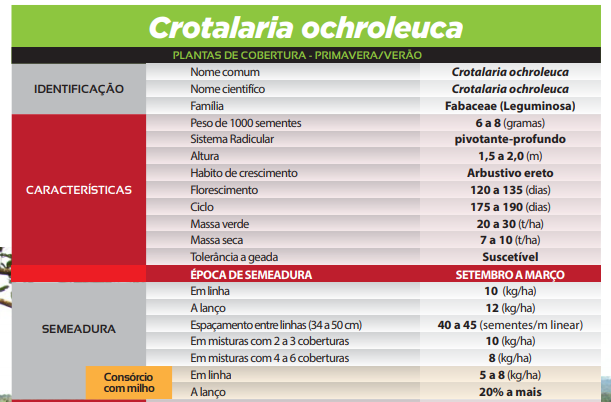 Crotalaria ochroleuca
PLANTAS DE COBERTURA - PRIMAVERA/VERÃO
IDENTIFICAÇÃO
Nome comum Crotalaria ochroleuca
Nome científico Crotalaria ochroleuca
Família Fabaceae (Leguminosa)
CARACTERÍSTICAS
Peso de 1000 sementes 6 a 8 (gramas)
Sistema Radicular pivotante-profundo
Altura 1,5 a 2,0 (m)
Habito de crescimento Arbustivo ereto
Florescimento 120 a 135 (dias)
Ciclo 175 a 190 (dias)
Massa verde 20 a 30 (t/ha)
Massa seca 7 a 10 (t/ha)
Tolerância a geada Suscetível
ÉPOCA DE SEMEADURA SETEMBRO A MARÇO
SEMEADURA
Em linha 10 (kg/ha)
A lanço 12 (kg/ha)
Espaçamento entre linhas (34 a 50 cm) 40 a 45 (sementes/m linear)
Em misturas com 2 a 3 coberturas 10 (kg/ha)
Em misturas com 4 a 6 coberturas 8 (kg/ha)
Consórcio
com milho
Em linha 5 a 8 (kg/ha)
A lanço 20% a mais